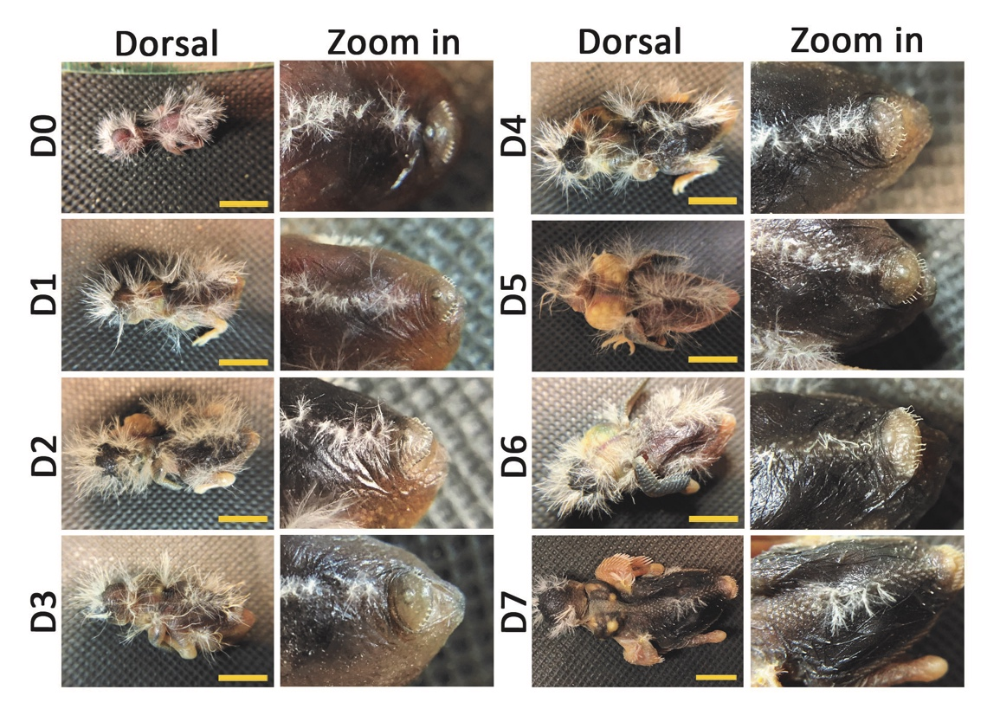 Dorsal Zoom in Dorsal Zoom in
D0 D4
D1 D5
D2 D6
D3 D7